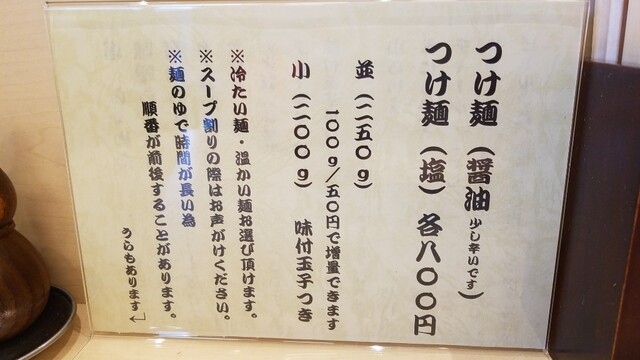 つけ麺（醤油 少し辛いです）
つけ麺（塩）各八〇〇円
並（二五〇g）
１００g/五〇円で増量できます
小（二〇〇g）味付玉子つき
※冷たい麺・温かい麺お選び頂けます。
※スープ割りの際はお声がけください。
※麺のゆで時間が長い為
順番が前後することがあります。
うらもあります↵